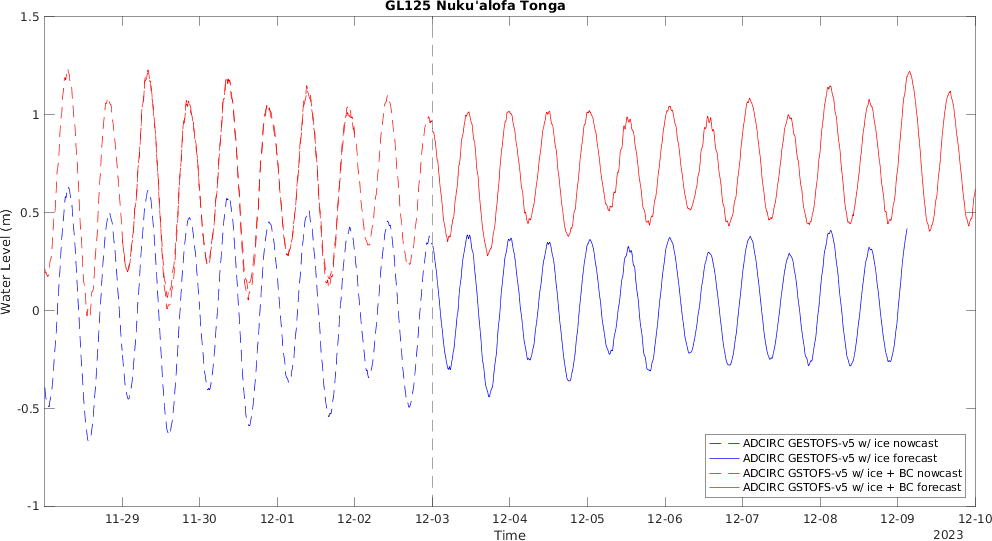 GL125 Nuku'alofa Tonga
Water Level (m)
1.5
1
0.5
0
-0.5
-1
ADCIRC GESTOFS-v5 w/ ice nowcast
ADCIRC GESTOFS-v5 w/ ice forecast
ADCIRC GSTOFS-v5 w/ ice + BC nowcast
ADCIRC GSTOFS-v5 w/ ice + BC forecast
11-29 11-30 12-01 12-02 12-03 12-04 12-05 12-06 12-07 12-08 12-09 12-10
Time
2023